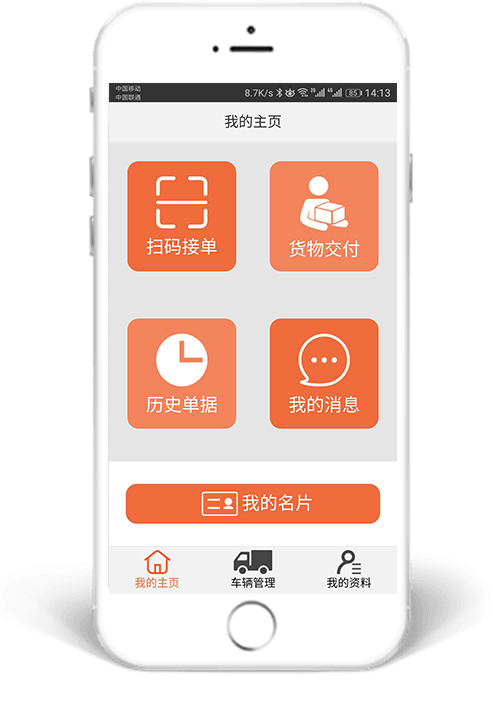 中国移动
中国联通
8.7K/s 2G 4G 85 14:13
我的主页
扫码接单
货物交付
历史单据
我的消息
我的名片
我的主页
车辆管理
我的资料